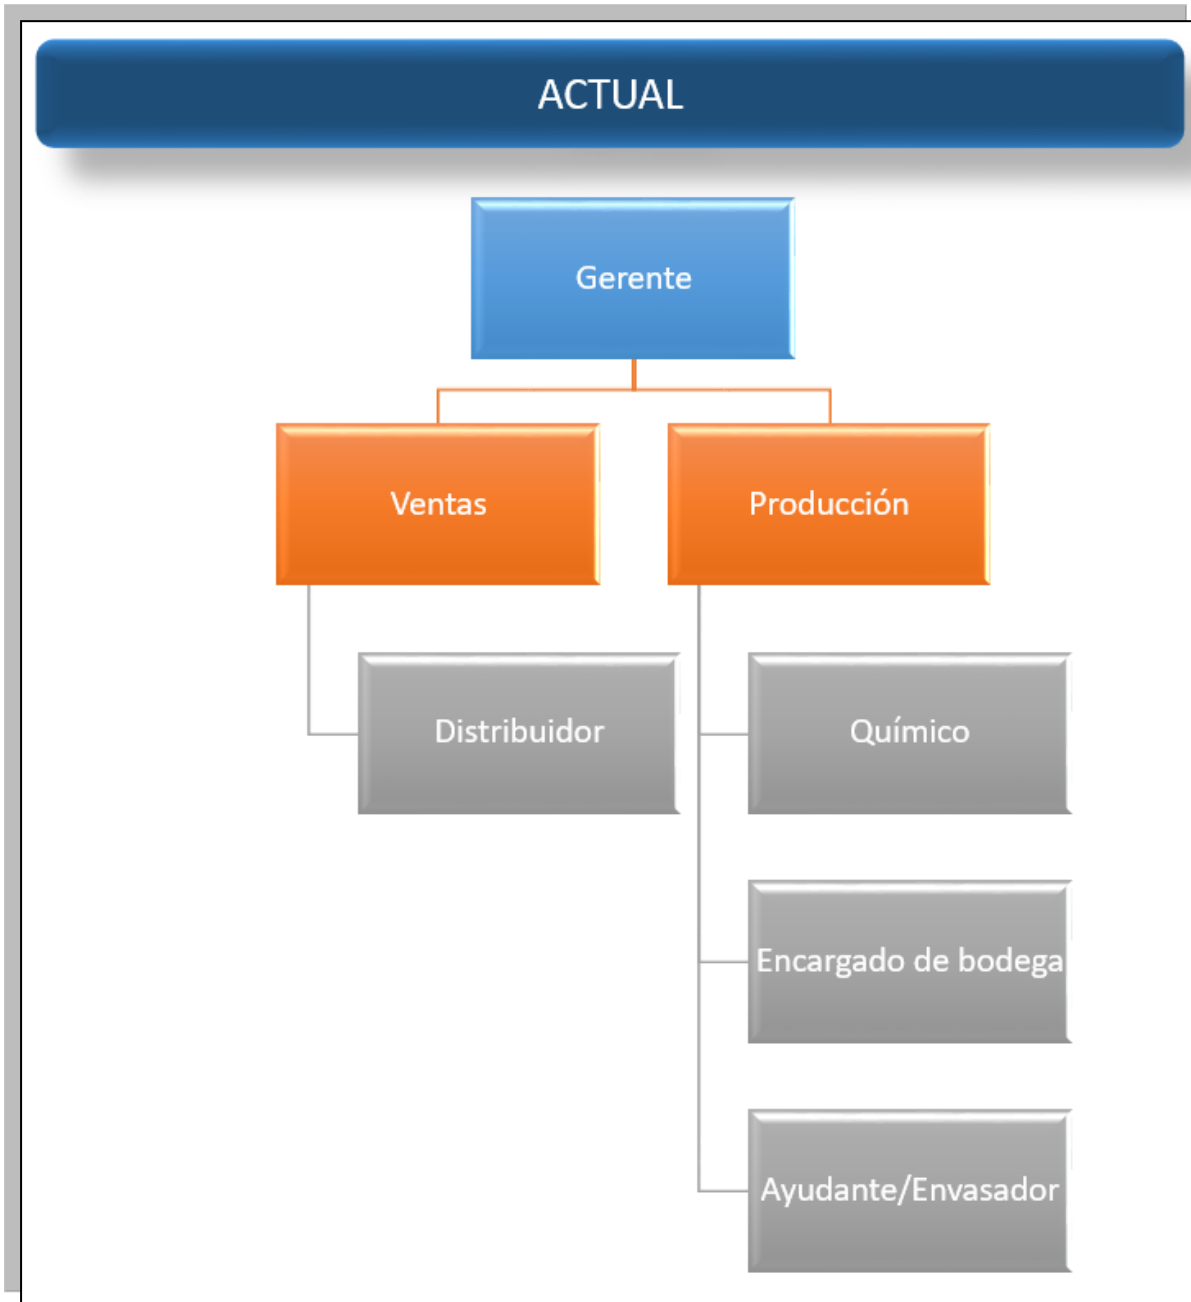 ACTUAL
Gerente
Ventas
Producción
Distribuidor
Químico
Encargado de bodega
Ayudante/Envasador